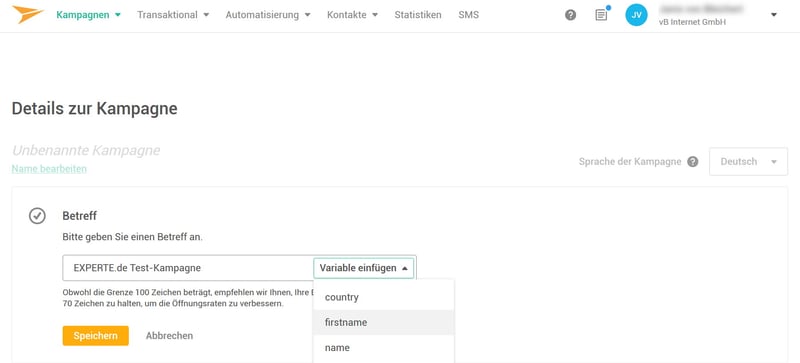 Kampagnen Transaktional Automatisierung Kontakte Statistiken SMS ? JV
vB Internet GmbH
Details zur Kampagne
Unbenannte Kampagne
Name bearbeiten
Sprache der Kampagne ? Deutsch
Betreff
Bitte geben Sie einen Betreff an.
EXPERTE.de Test-Kampagne Variable einfügen
Obwohl die Grenze 100 Zeichen beträgt, empfehlen wir Ihnen, Ihre
70 Zeichen zu halten, um die Öffnungsraten zu verbessern.
country
firstname
name
Speichern Abbrechen